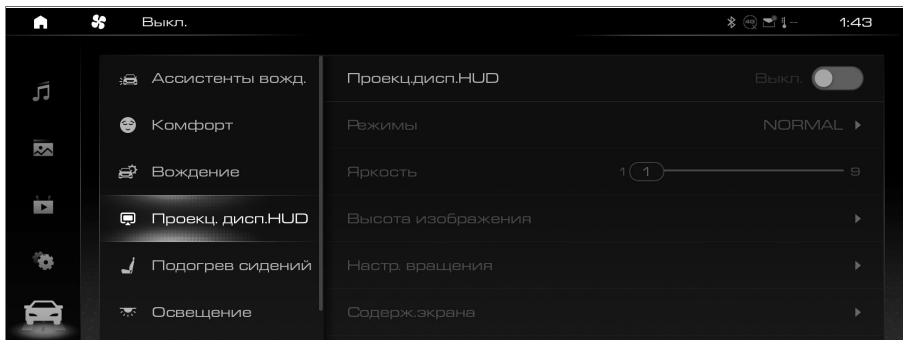 Выкл. 1:43
Ассистенты вожд.
Комфорт
Вождение
Проекц. дисп.HUD
Подогрев сидений
Освещение
Проекц.дисп.HUD Выкл.
Режимы NORMAL
Яркость 1 1 9
Высота изображения
Настр. вращения
Содерж.экрана